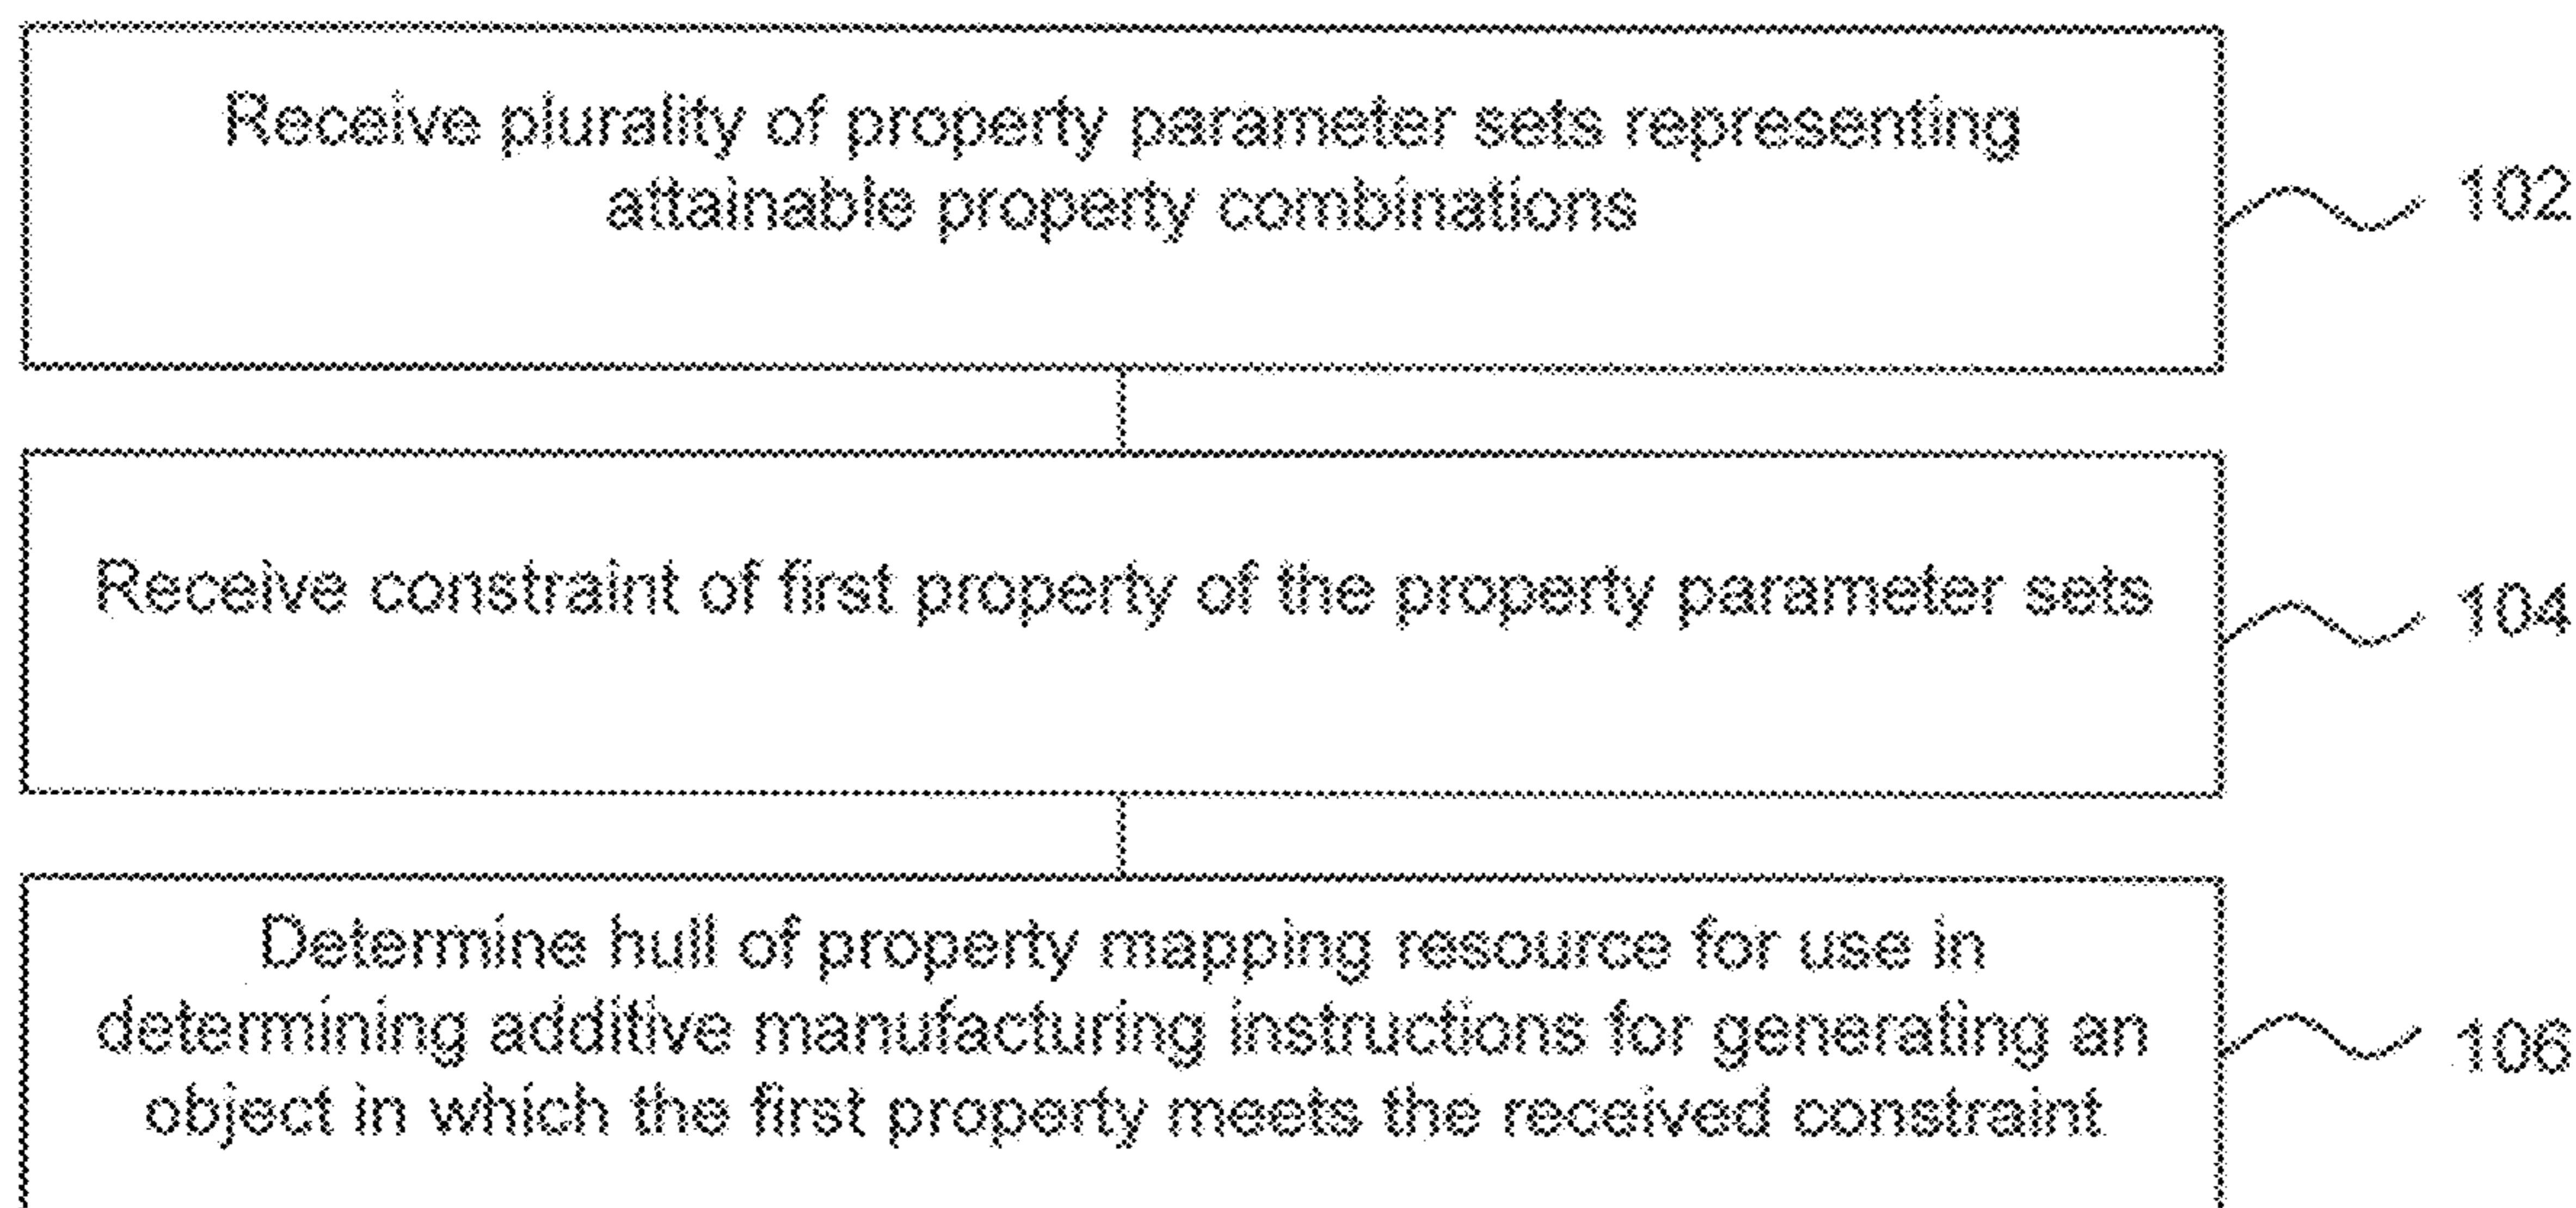 Receive plurality of property parameter sets representing
attainable property combinations
102
Receive constraint of first property of the property parameter sets
104
Determine hull of property mapping resource for use in
determining additive manufacturing instructions for generating an
object in which the first property meets the received constraint
106